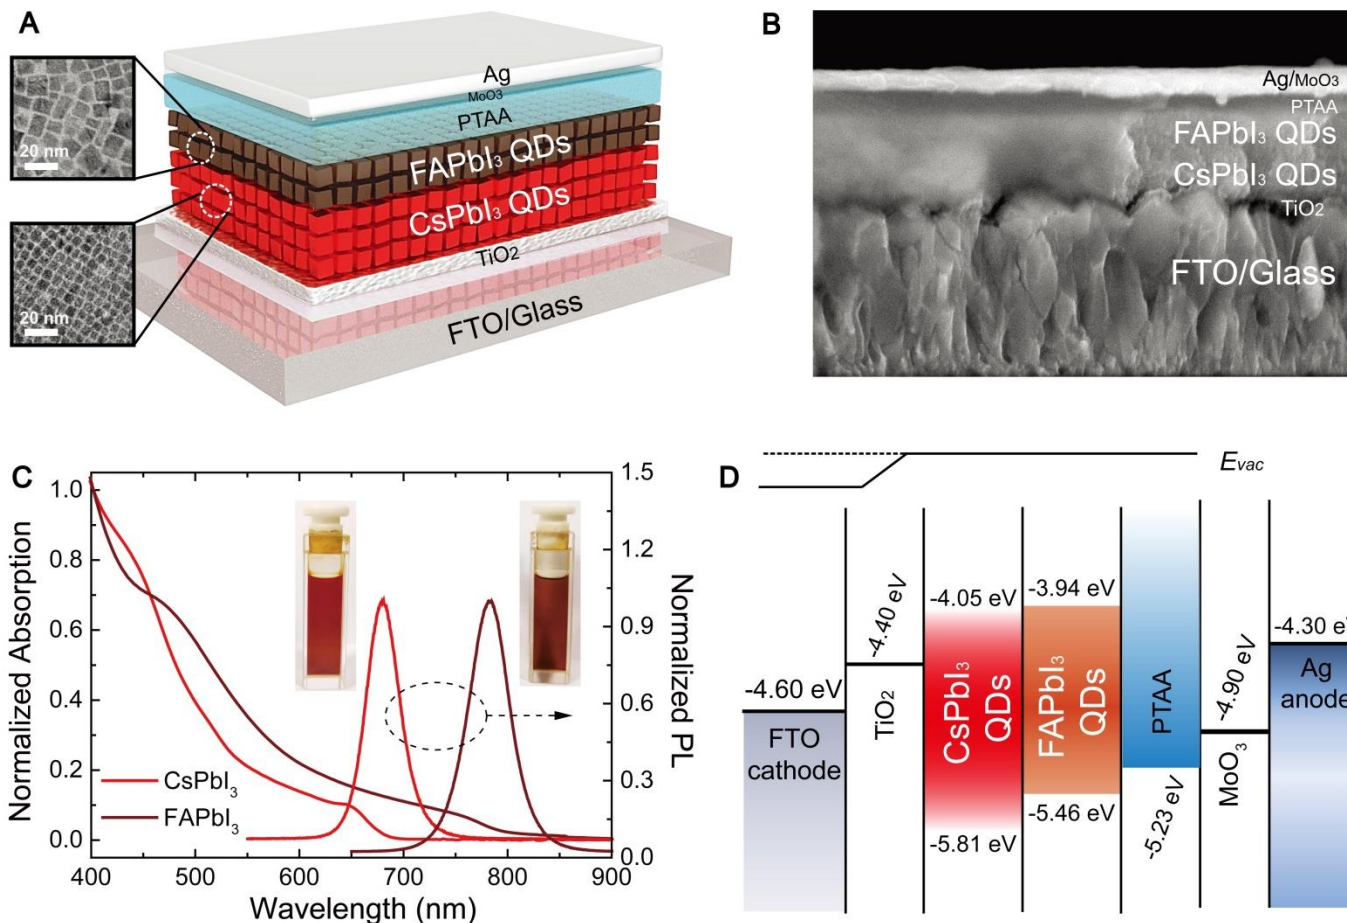 A
20 nm
20 nm
Ag
MoO3
PTAA
FAPbI3 QDs
CsPbI3 QDs
TiO2
FTO/Glass
B
Ag/MoO3
PTAA
FAPbI3 QDs
CsPbI3 QDs
TiO2
FTO/Glass
C
Normalized Absorption
1.0
0.8
0.6
0.4
0.2
0.0
1.5
1.2
0.9
0.6
0.3
0.0
Normalized PL
CsPbI3
FAPbI3
400
500
600
700
800
900
Wavelength (nm)
D
Evac
-4.60 eV
FTO
cathode
-4.40 eV
TiO2
-4.05 eV
CsPbI3
QDs
-5.81 eV
-3.94 eV
FAPbI3
QDs
-5.46 eV
PTAA
-5.23 eV
-4.90 eV
MoO3
-4.30 eV
Ag
anode